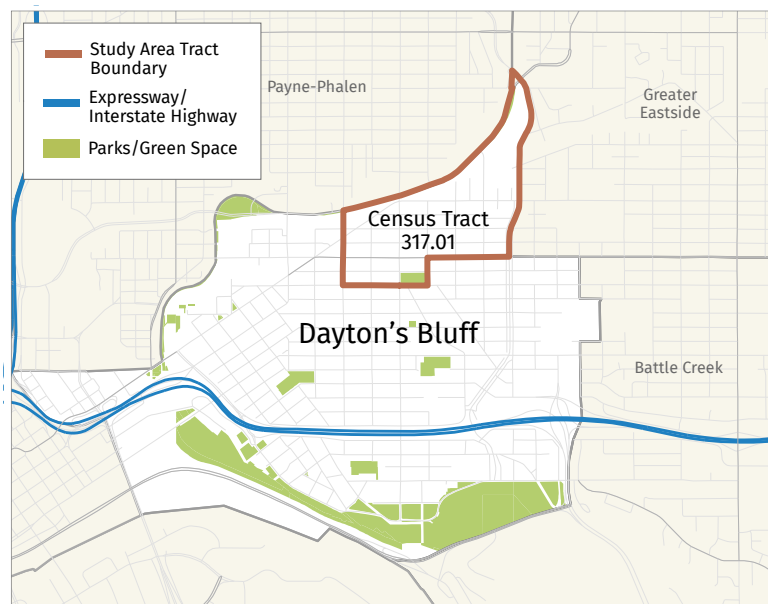 Study Area Tract
Boundary
Expressway/
Interstate Highway
Parks/Green Space
Payne-Phalen
Greater
Eastside
Census Tract
317.01
Dayton's Bluff
Battle Creek